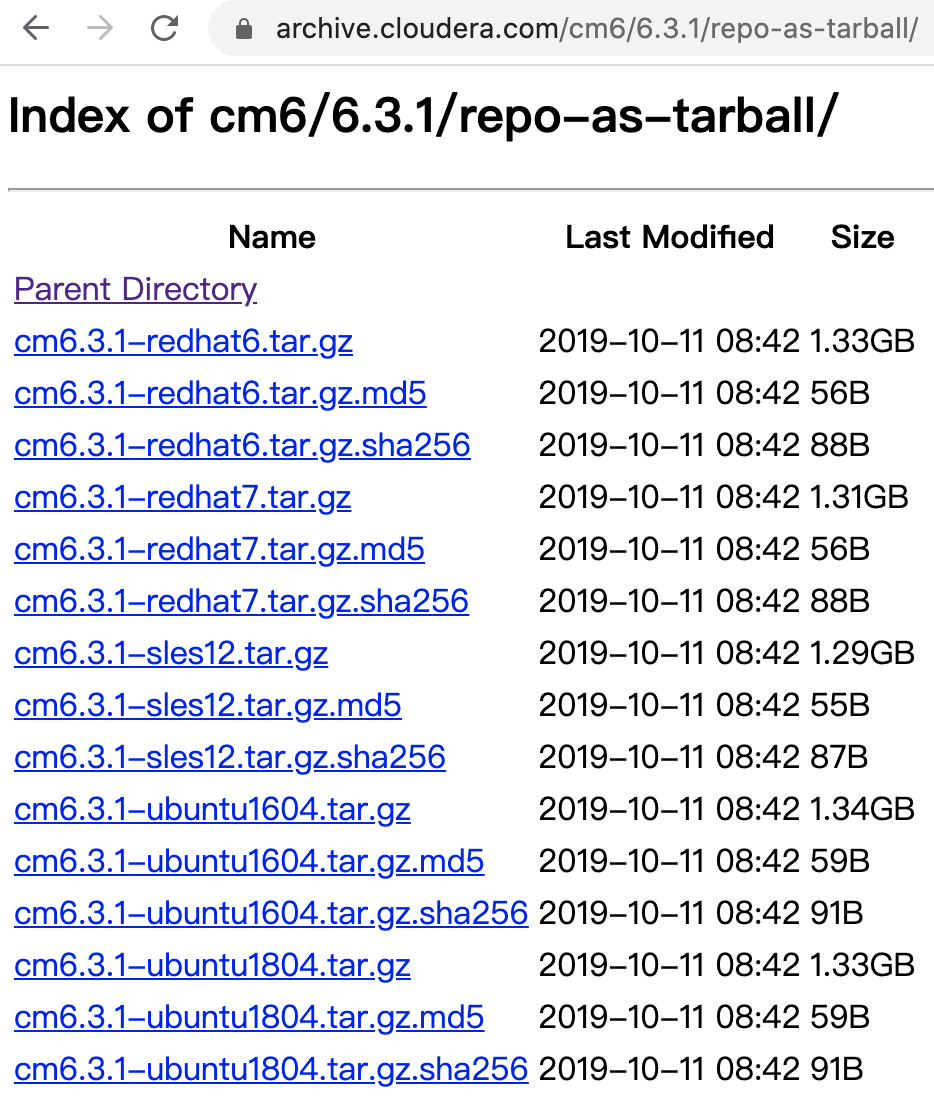 archive.cloudera.com/cm6/6.3.1/repo-as-tarball/
Index of cm6/6.3.1/repo-as-tarball/
Name Last Modified Size
Parent Directory
cm6.3.1-redhat6.tar.gz 2019-10-11 08:42 1.33GB
cm6.3.1-redhat6.tar.gz.md5 2019-10-11 08:42 56B
cm6.3.1-redhat6.tar.gz.sha256 2019-10-11 08:42 88B
cm6.3.1-redhat7.tar.gz 2019-10-11 08:42 1.31GB
cm6.3.1-redhat7.tar.gz.md5 2019-10-11 08:42 56B
cm6.3.1-redhat7.tar.gz.sha256 2019-10-11 08:42 88B
cm6.3.1-sles12.tar.gz 2019-10-11 08:42 1.29GB
cm6.3.1-sles12.tar.gz.md5 2019-10-11 08:42 55B
cm6.3.1-sles12.tar.gz.sha256 2019-10-11 08:42 87B
cm6.3.1-ubuntu1604.tar.gz 2019-10-11 08:42 1.34GB
cm6.3.1-ubuntu1604.tar.gz.md5 2019-10-11 08:42 59B
cm6.3.1-ubuntu1604.tar.gz.sha256 2019-10-11 08:42 91B
cm6.3.1-ubuntu1804.tar.gz 2019-10-11 08:42 1.33GB
cm6.3.1-ubuntu1804.tar.gz.md5 2019-10-11 08:42 59B
cm6.3.1-ubuntu1804.tar.gz.sha256 2019-10-11 08:42 91B